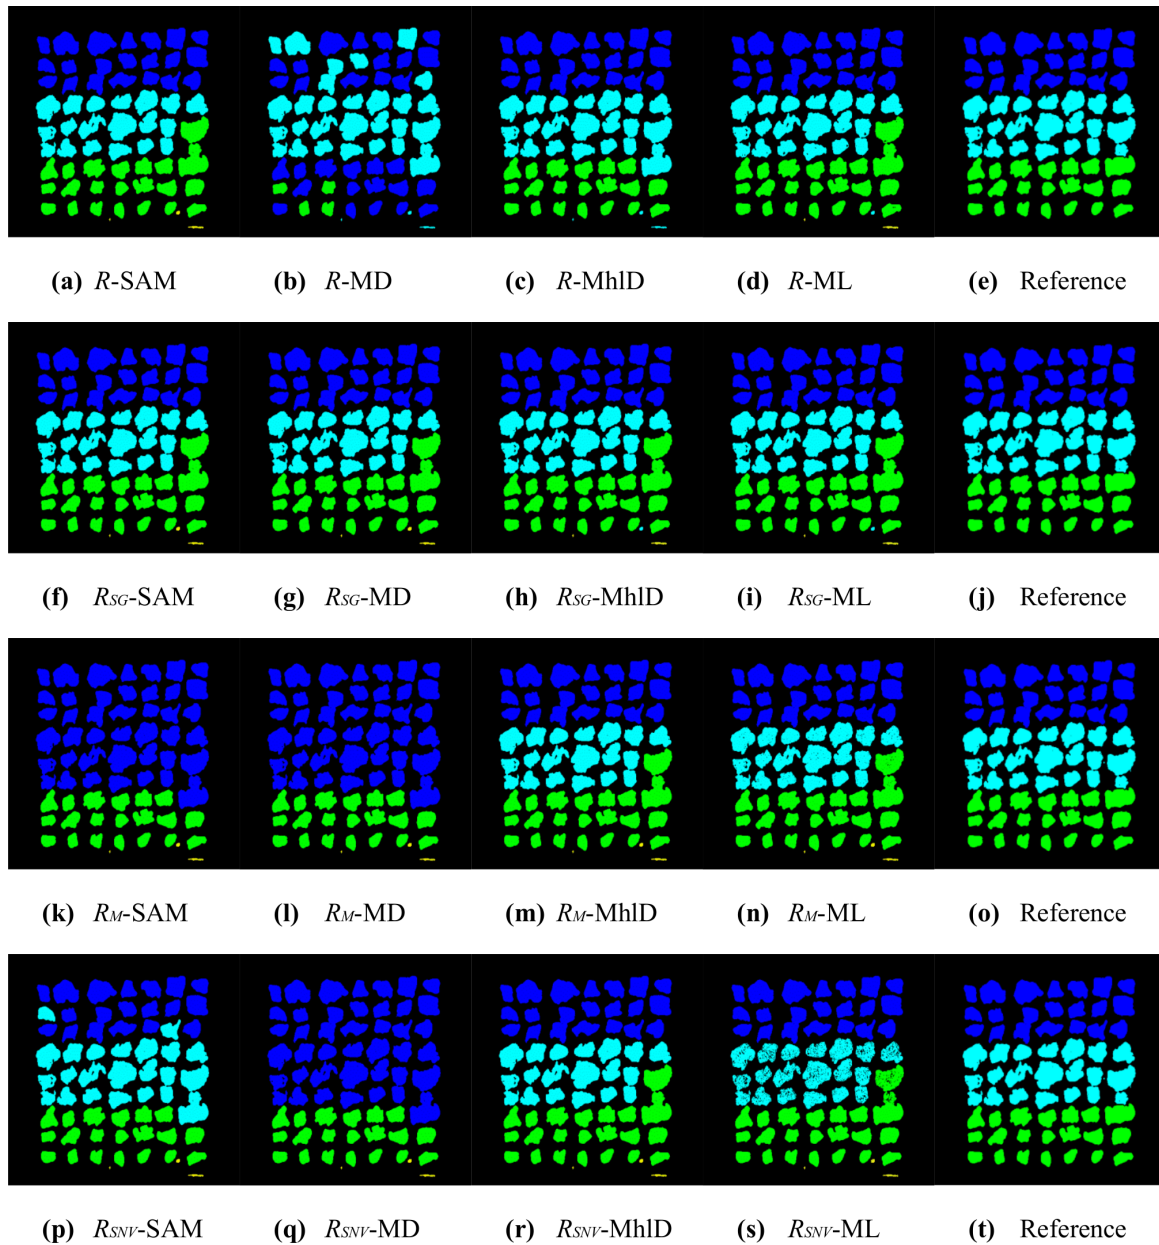 (a) R-SAM (b) R-MD (c) R-MhlD (d) R-ML (e) Reference
(f) RSG-SAM (g) RSG-MD (h) RSG-MhlD (i) RSG-ML (j) Reference
(k) RM-SAM (l) RM-MD (m) RM-MhlD (n) RM-ML (o) Reference
(p) RSNV-SAM (q) RSNV-MD (r) RSNV-MhlD (s) RSNV-ML (t) Reference